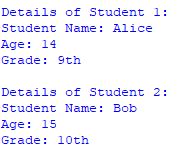 Details of Student 1:
Student Name: Alice
Age: 14
Grade: 9th

Details of Student 2:
Student Name: Bob
Age: 15
Grade: 10th